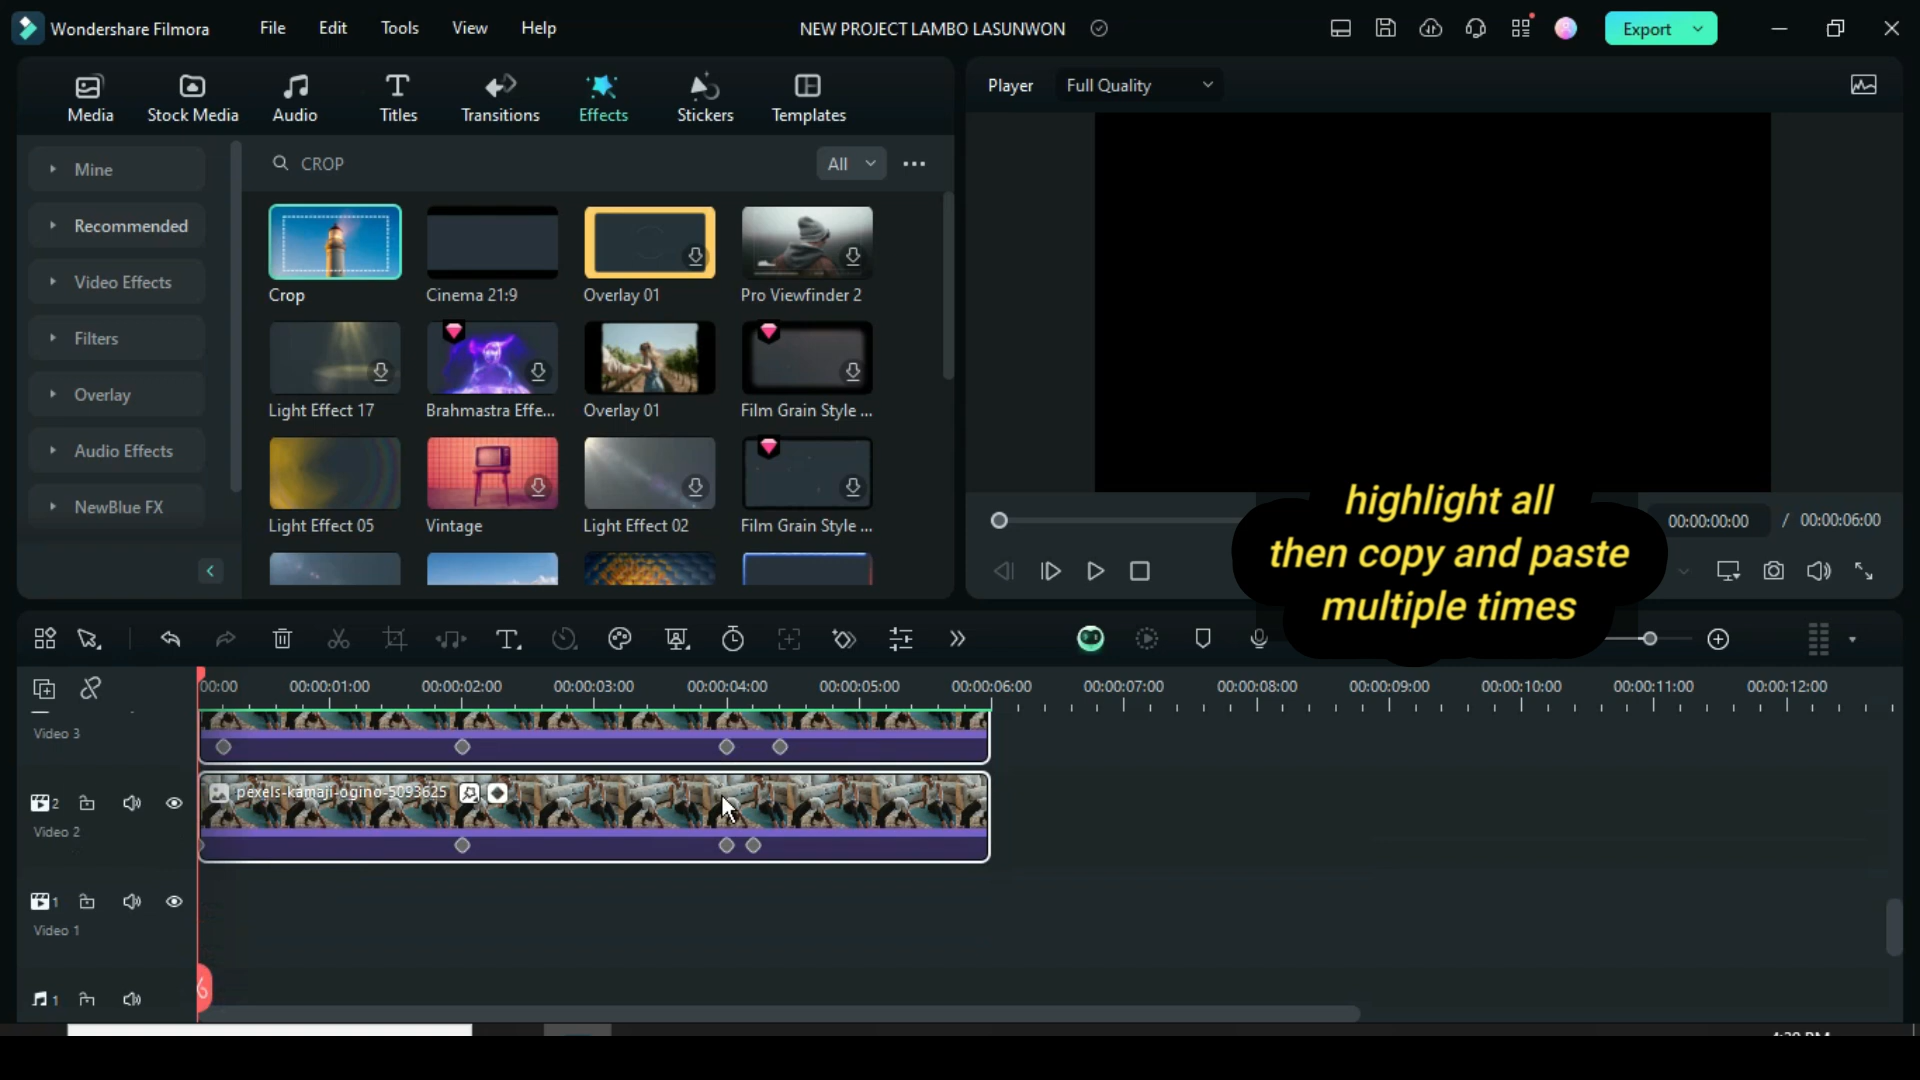 Wondershare Filmora
File
Edit
Tools
View
Help
NEW PROJECT LAMBO LASUNWON
Export
Media
Stock Media
Audio
Titles
Transitions
Effects
Stickers
Templates
Player
Full Quality
Mine
Recommended
Video Effects
Filters
Overlay
Audio Effects
NewBlue FX
CROP
All
Crop
Cinema 21:9
Overlay 01
Pro Viewfinder 2
Light Effect 17
Brahmastra Effe...
Overlay 01
Film Grain Style ...
Light Effect 05
Vintage
Light Effect 02
Film Grain Style ...
00:00:00:00 / 00:00:06:00
highlight all
then copy and paste
multiple times
00:00
00:00:01:00
00:00:02:00
00:00:03:00
00:00:04:00
00:00:05:00
00:00:06:00
00:00:07:00
00:00:08:00
00:00:09:00
00:00:10:00
00:00:11:00
00:00:12:00
Video 3
pexels-kamaji-ogino-5093625
2
Video 2
1
Video 1
1